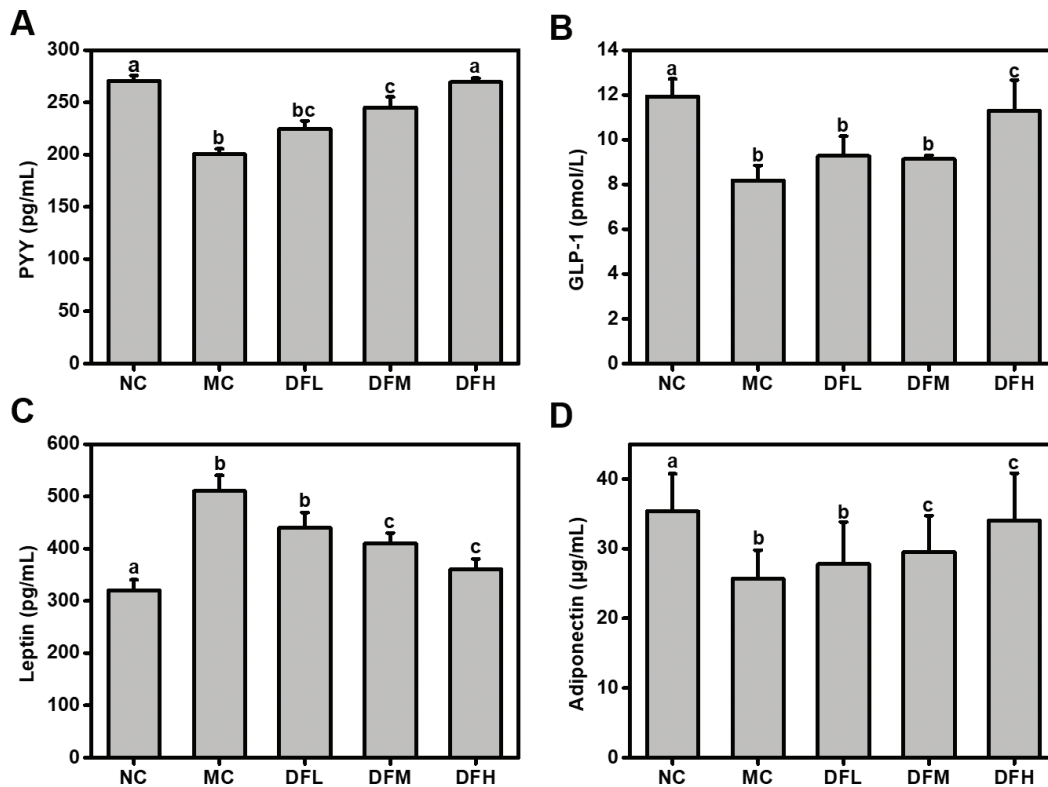 A
300
250
200
150
100
50
0
PYY (pg/mL)
a
b
bc
c
a
NC MC DFL DFM DFH
B
14
12
10
8
6
4
2
0
GLP-1 (pmol/L)
a
b
b
b
c
NC MC DFL DFM DFH
C
600
500
400
300
200
100
0
Leptin (pg/mL)
a
b
b
c
c
NC MC DFL DFM DFH
D
40
30
20
10
0
Adiponectin (µg/mL)
a
b
b
c
c
NC MC DFL DFM DFH